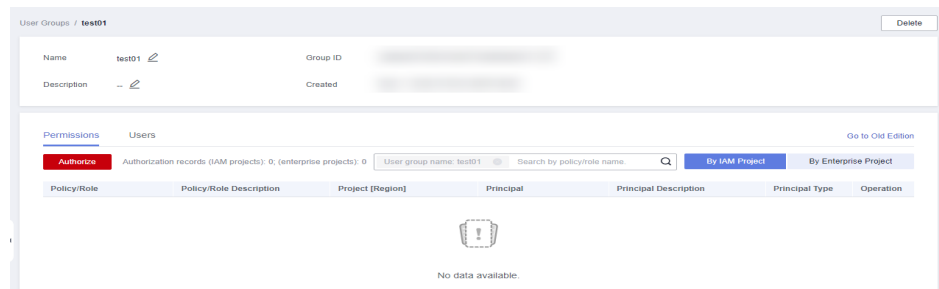 User Groups / test01 Delete
Name test01 Group ID
Description – Created
Permissions Users Go to Old Edition
Authorize Authorization records (IAM projects): 0; (enterprise projects): 0 User group name: test01 Search by policy/role name. By IAM Project By Enterprise Project
Policy/Role Policy/Role Description Project [Region] Principal Principal Description Principal Type Operation
No data available.